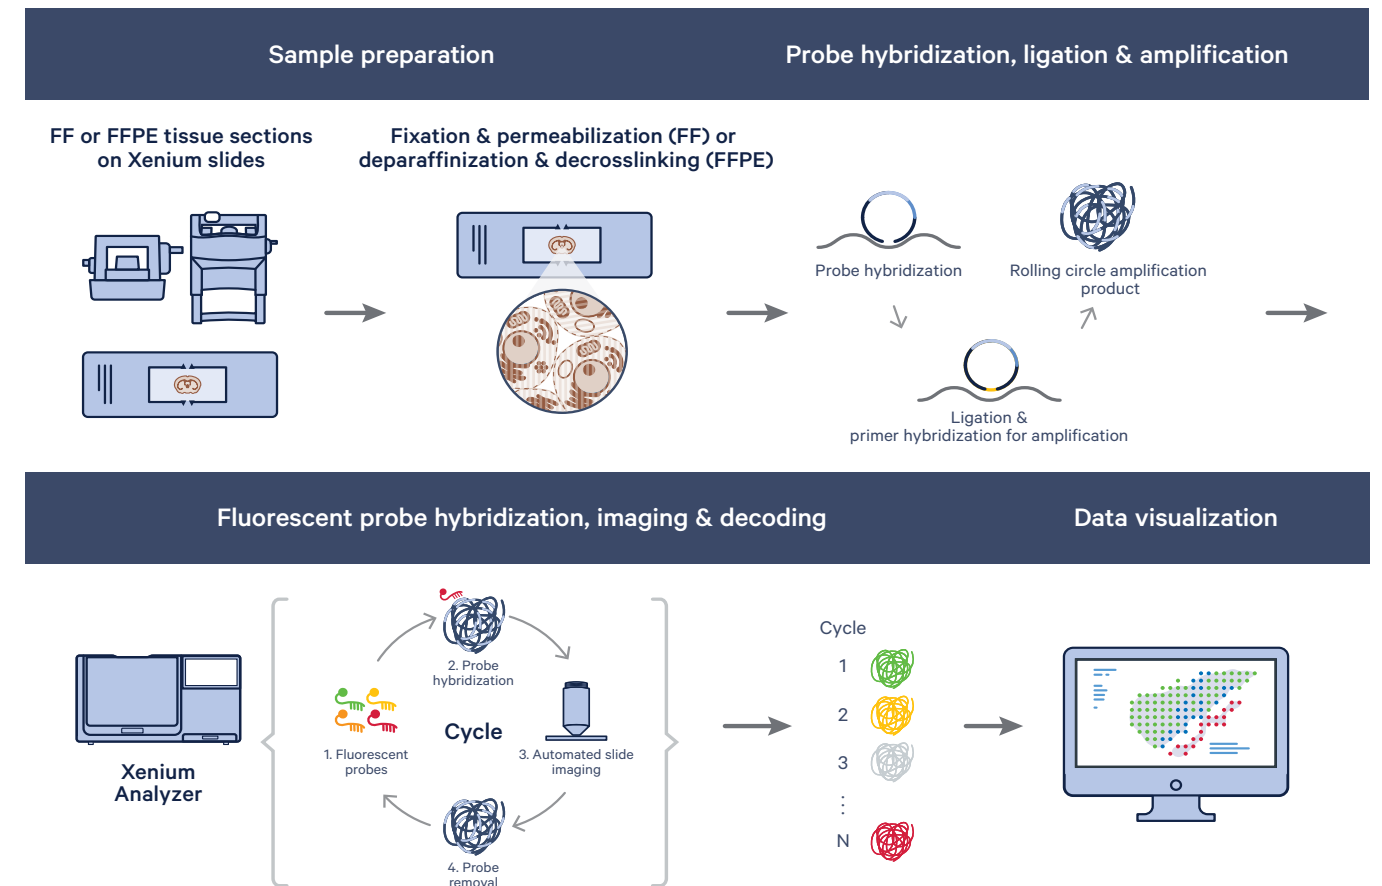 Sample preparation
Probe hybridization, ligation & amplification
FF or FFPE tissue sections
on Xenium slides
Fixation & permeabilization (FF) or
deparaffinization & decrosslinking (FFPE)
Probe hybridization
Rolling circle amplification
product
Ligation &
primer hybridization for amplification
Fluorescent probe hybridization, imaging & decoding
Data visualization
Xenium
Analyzer
1. Fluorescent
probes
2. Probe
hybridization
Cycle
3. Automated slide
imaging
4. Probe
removal
Cycle
1
2
3
⋮
N